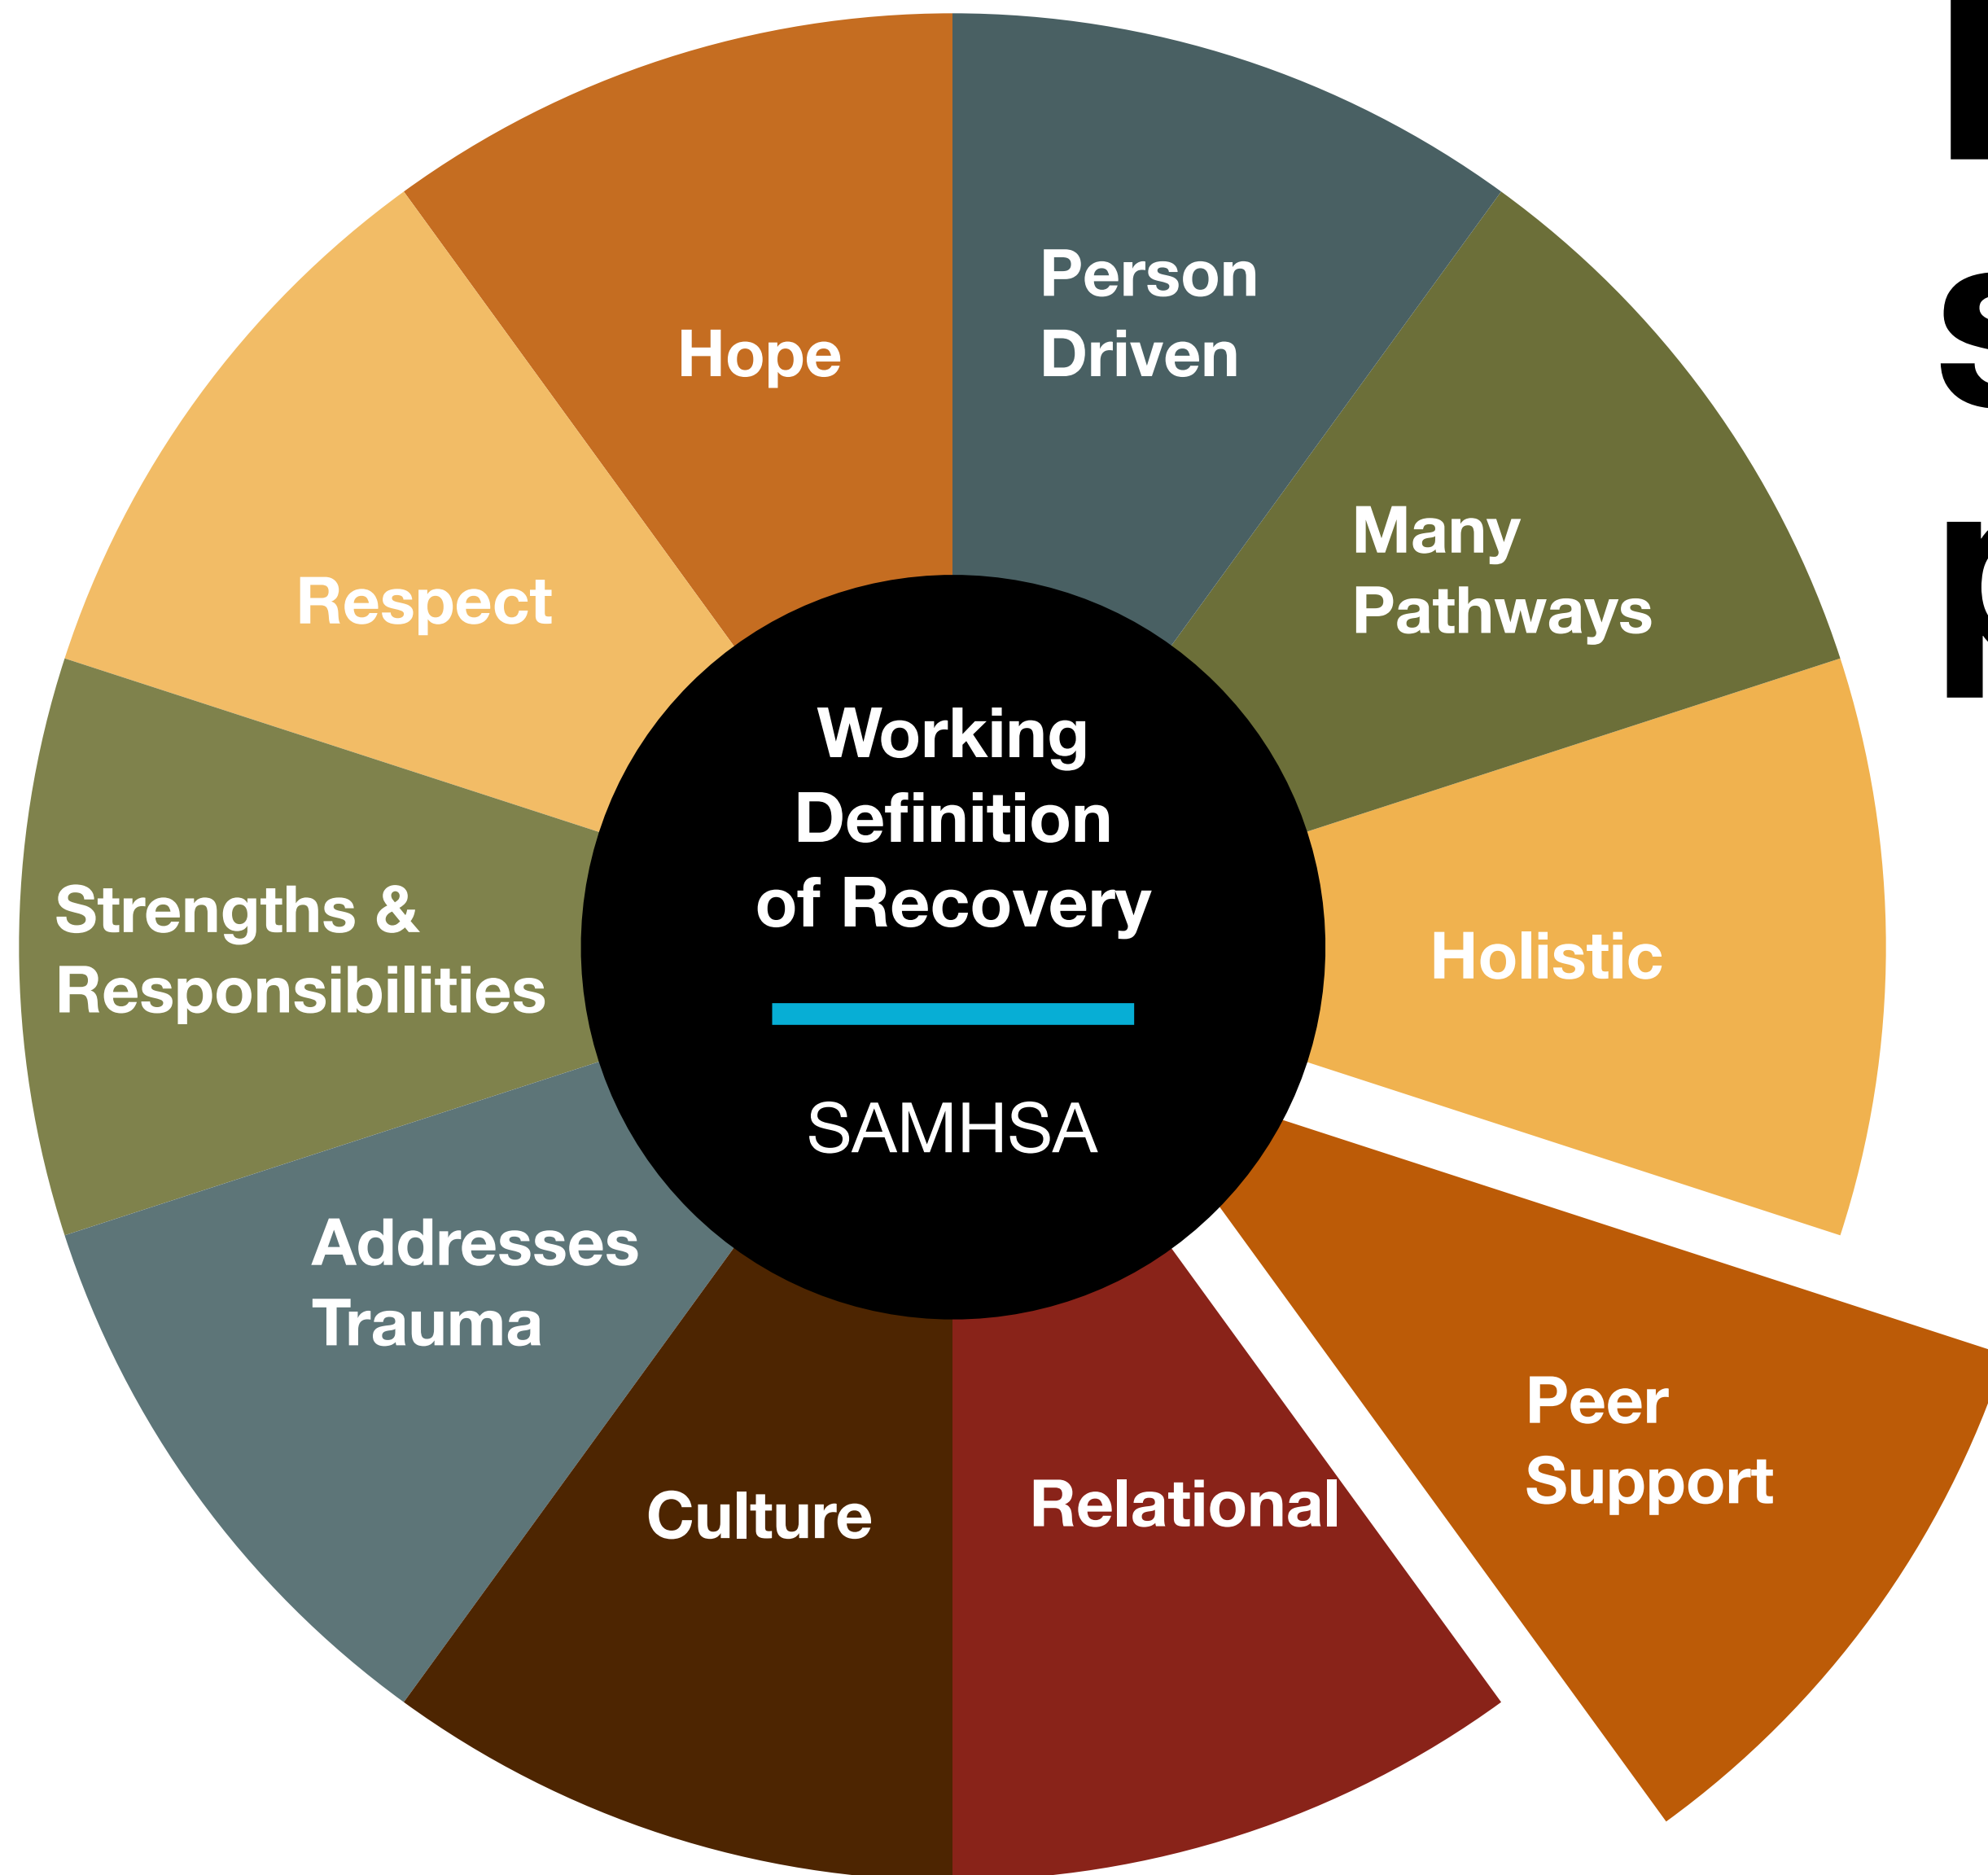 Person
Driven
Hope
Many
Pathways
Respect
Working
Definition
of Recovery
SAMHSA
Strengths &
Responsibilities
Holistic
Addresses
Trauma
Peer
Support
Culture
Relational